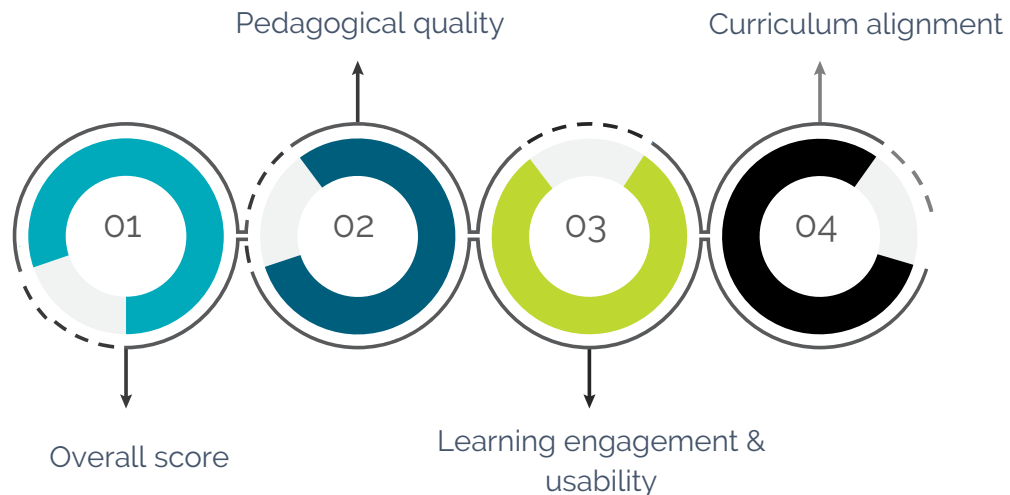 Pedagogical quality
Curriculum alignment
01
02
03
04
Overall score
Learning engagement &
usability